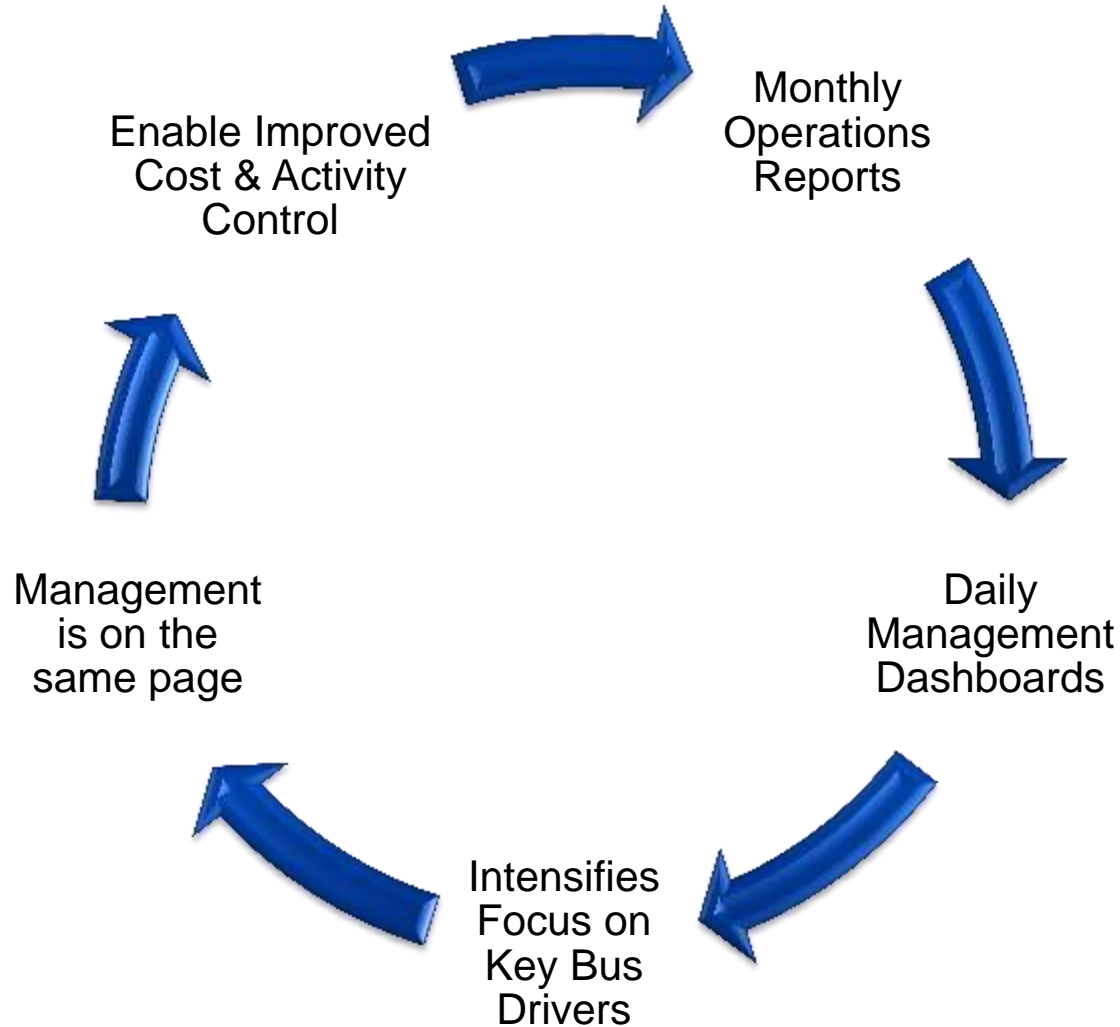 Enable Improved
Cost & Activity
Control
Monthly
Operations
Reports
Daily
Management
Dashboards
Intensifies
Focus on
Key Bus
Drivers
Management
is on the
same page